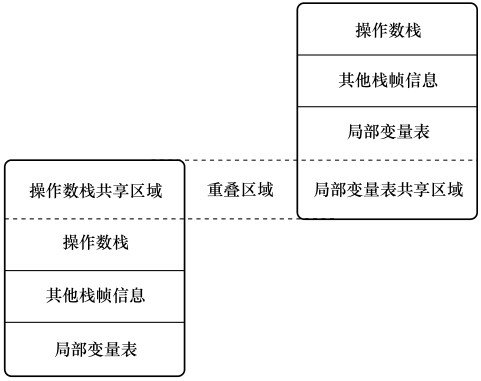 操作数栈
其他栈帧信息
局部变量表
操作数栈共享区域
重叠区域
局部变量表共享区域
操作数栈
其他栈帧信息
局部变量表